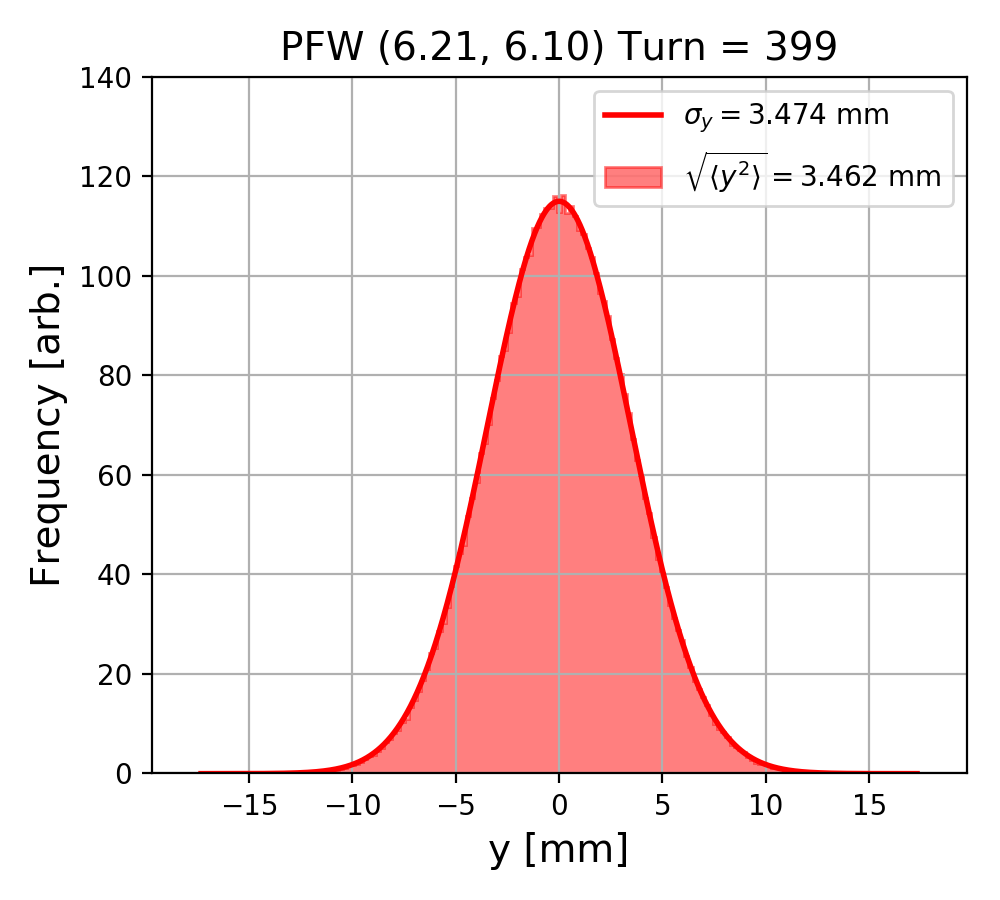 PFW (6.21, 6.10) Turn = 399
σ_y = 3.474 mm
√⟨y²⟩ = 3.462 mm
Frequency [arb.]
140
120
100
80
60
40
20
0
−15 −10 −5 0 5 10 15
y [mm]